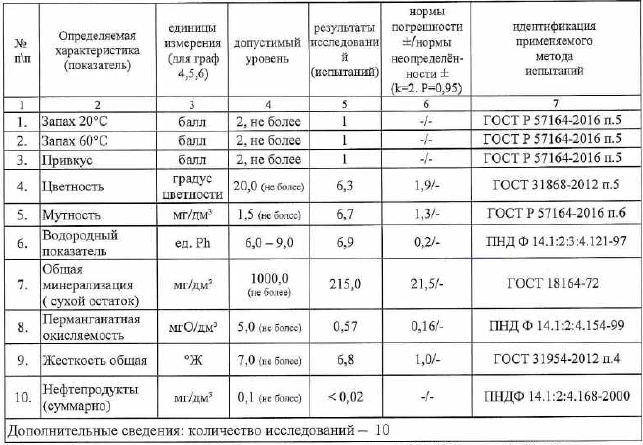 № п\п | Определяемая характеристика (показатель) | единицы измерения (для граф 4,5,6) | допустимый уровень | результаты исследований (испытаний) | нормы погрешности ±/нормы неопределён-ности ± (k=2. P=0,95) | идентификация применяемого метода испытаний
1 | 2 | 3 | 4 | 5 | 6 | 7
1. | Запах 20°С | балл | 2, не более | 1 | -/- | ГОСТ Р 57164-2016 п.5
2. | Запах 60°С | балл | 2, не более | 1 | -/- | ГОСТ Р 57164-2016 п.5
3. | Привкус | балл | 2, не более | 1 | -/- | ГОСТ Р 57164-2016 п.5
4. | Цветность | градус цветности | 20,0 (не более) | 6,3 | 1,9/- | ГОСТ 31868-2012 п.5
5. | Мутность | мг/дм³ | 1,5 (не более) | 6,7 | 1,3/- | ГОСТ Р 57164-2016 п.6
6. | Водородный показатель | ед. Ph | 6,0 – 9,0 | 6,9 | 0,2/- | ПНД Ф 14.1:2:3:4.121-97
7. | Общая минерализация ( сухой остаток) | мг/дм³ | 1000,0 (не более) | 215,0 | 21,5/- | ГОСТ 18164-72
8. | Перманганатная окисляемость | мгО/дм³ | 5,0 (не более) | 0,57 | 0,16/- | ПНД Ф 14.1:2:4.154-99
9. | Жесткость общая | °Ж | 7,0 (не более) | 6,8 | 1,0/- | ГОСТ 31954-2012 п.4
10. | Нефтепродукты (суммарно) | мг/дм³ | 0,1 (не более) | < 0,02 | -/- | ПНДФ 14.1:2:4.168-2000
Дополнительные сведения: количество исследований – 10